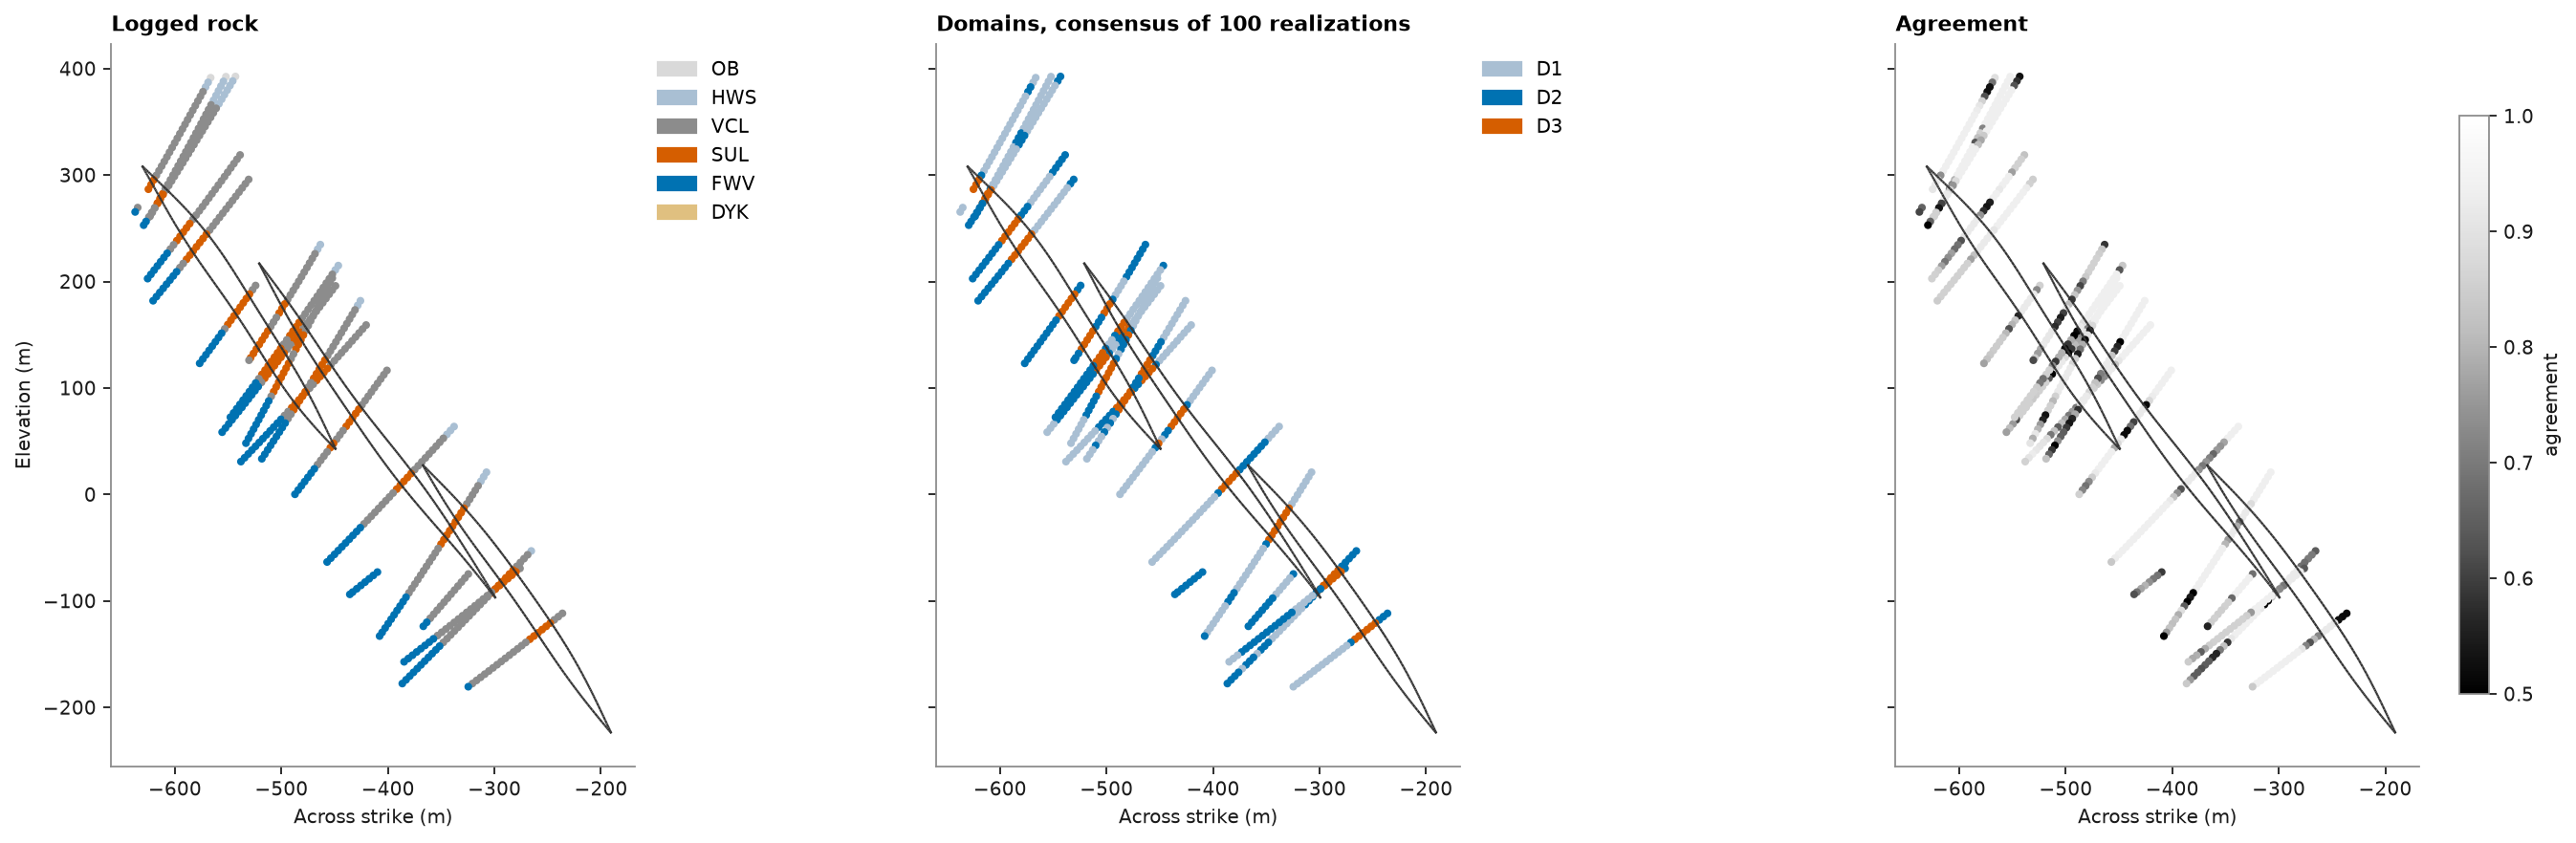 Logged rock
Elevation (m)
400
300
200
100
0
−100
−200
−600
−500
−400
−300
−200
Across strike (m)
OB
HWS
VCL
SUL
FWV
DYK
Domains, consensus of 100 realizations
−600
−500
−400
−300
−200
Across strike (m)
D1
D2
D3
Agreement
−600
−500
−400
−300
−200
Across strike (m)
1.0
0.9
0.8
0.7
0.6
0.5
agreement